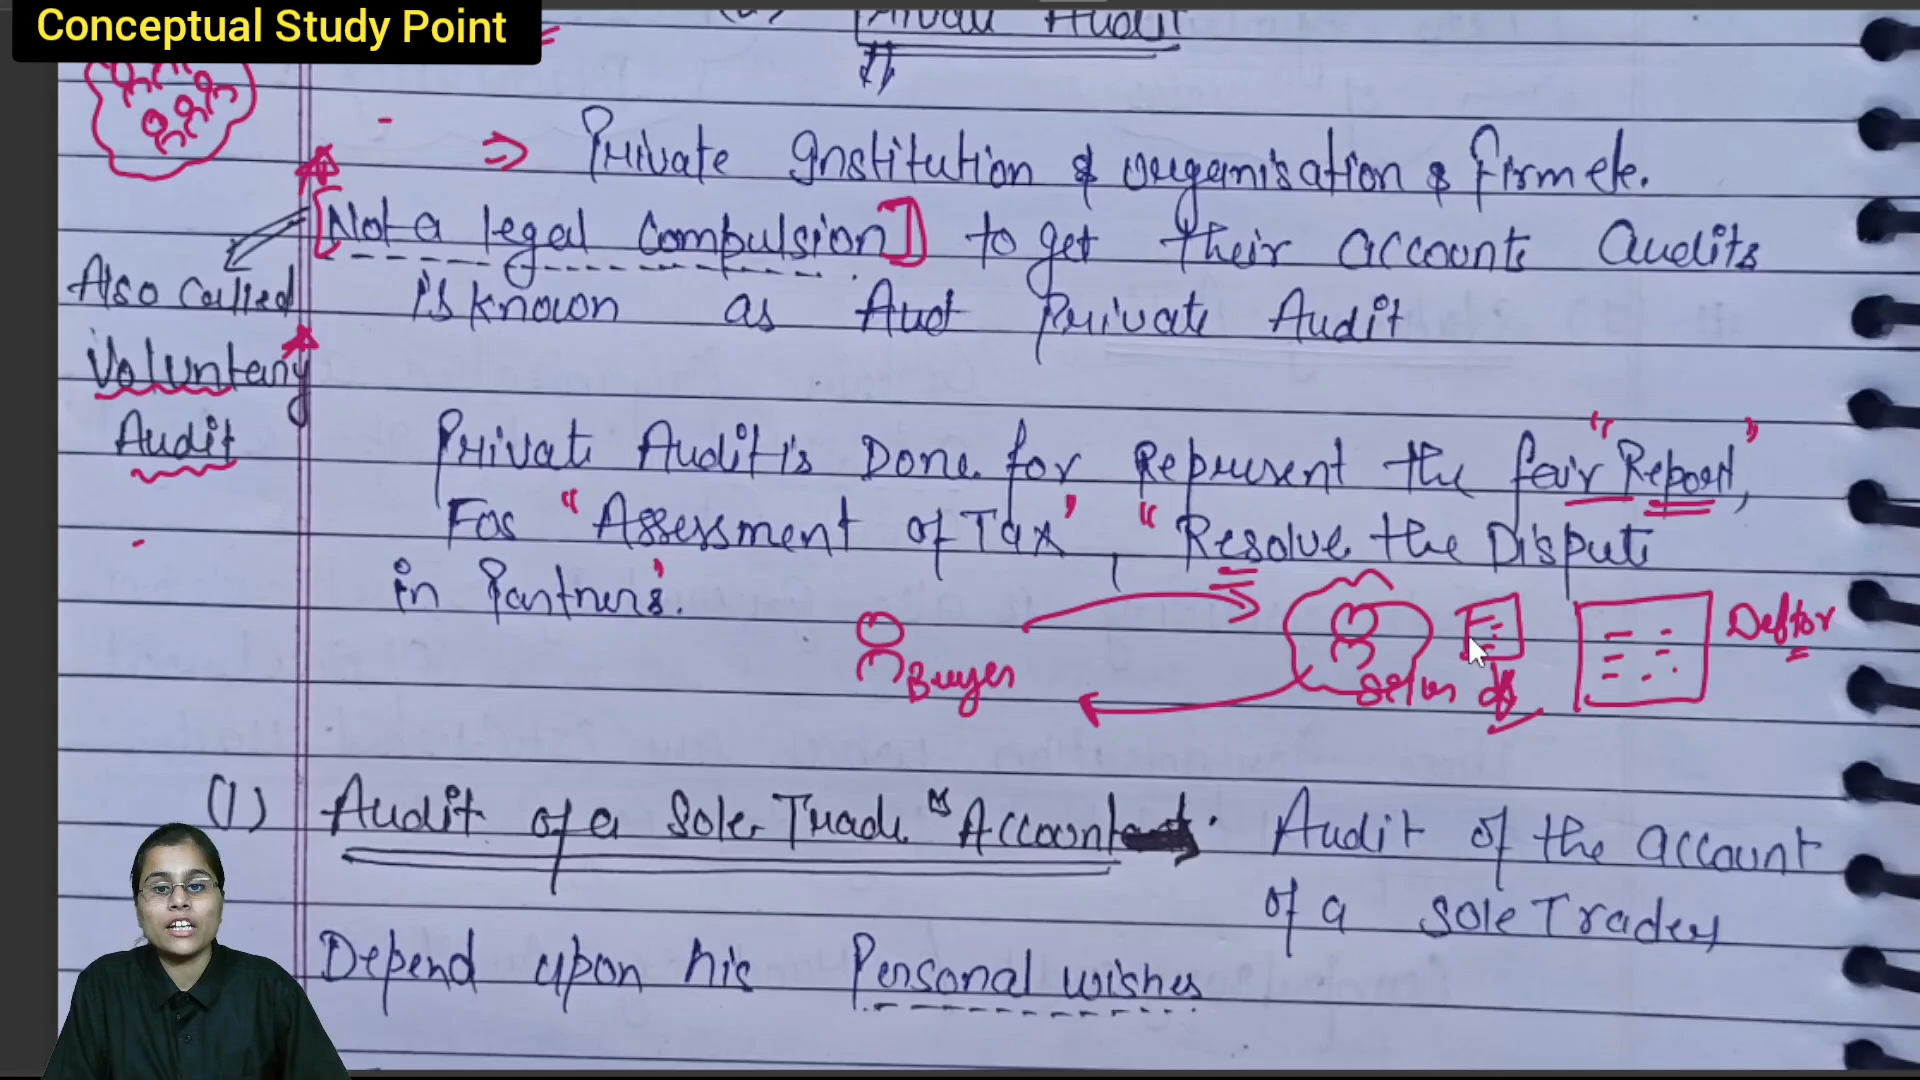 Conceptual Study Point
Private Audit
⇒ Private Institution & organisation & firm etc.
[Not a legal Compulsion] to get their accounts Audits
is known as Aud Private Audit
Also Called
Voluntary
Audit
Private Audit is Done for Represent the fair "Report",
For "Assessment of Tax", "Resolve the Dispute
in Partners'.
Buyer
Debtor
(1) Audit of a Sole Trade "s Account. Audit of the account
of a Sole Trader
Depend upon his Personal wishes